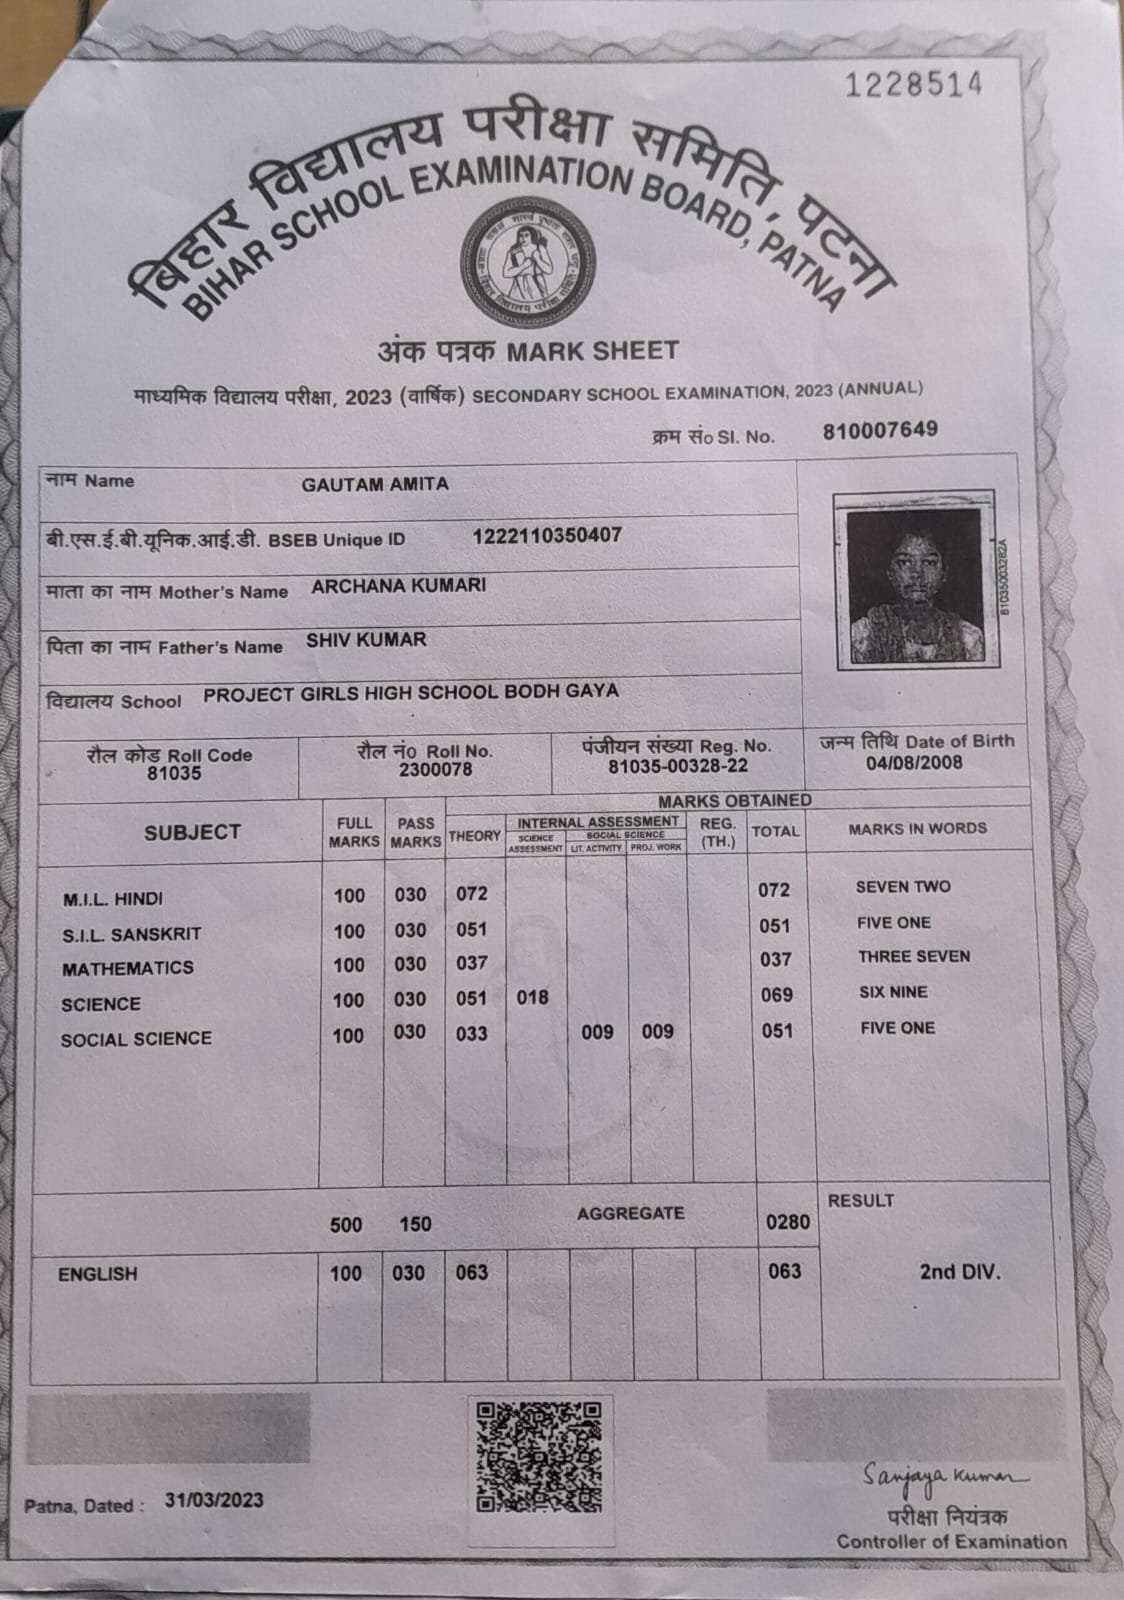 1228514
बिहार विद्यालय परीक्षा समिति, पटना
BIHAR SCHOOL EXAMINATION BOARD, PATNA
अंक पत्रक MARK SHEET
माध्यमिक विद्यालय परीक्षा, 2023 (वार्षिक) SECONDARY SCHOOL EXAMINATION, 2023 (ANNUAL)
क्रम सं० SI. No. 810007649
नाम Name GAUTAM AMITA
बी.एस.ई.बी.यूनिक.आई.डी. BSEB Unique ID 1222110350407
माता का नाम Mother's Name ARCHANA KUMARI
पिता का नाम Father's Name SHIV KUMAR
विद्यालय School PROJECT GIRLS HIGH SCHOOL BODH GAYA
810350003282A
रौल कोड Roll Code रौल नं० Roll No. पंजीयन संख्या Reg. No. जन्म तिथि Date of Birth
81035 2300078 81035-00328-22 04/08/2008
MARKS OBTAINED
SUBJECT FULL MARKS PASS MARKS THEORY INTERNAL ASSESSMENT REG. (TH.) TOTAL MARKS IN WORDS
SCIENCE ASSESSMENT SOCIAL SCIENCE
LIT. ACTIVITY PROJ. WORK
M.I.L. HINDI 100 030 072 072 SEVEN TWO
S.I.L. SANSKRIT 100 030 051 051 FIVE ONE
MATHEMATICS 100 030 037 037 THREE SEVEN
SCIENCE 100 030 051 018 069 SIX NINE
SOCIAL SCIENCE 100 030 033 009 009 051 FIVE ONE
500 150 AGGREGATE 0280 RESULT
ENGLISH 100 030 063 063 2nd DIV.
Patna, Dated : 31/03/2023
Sanjaya Kumar
परीक्षा नियंत्रक
Controller of Examination